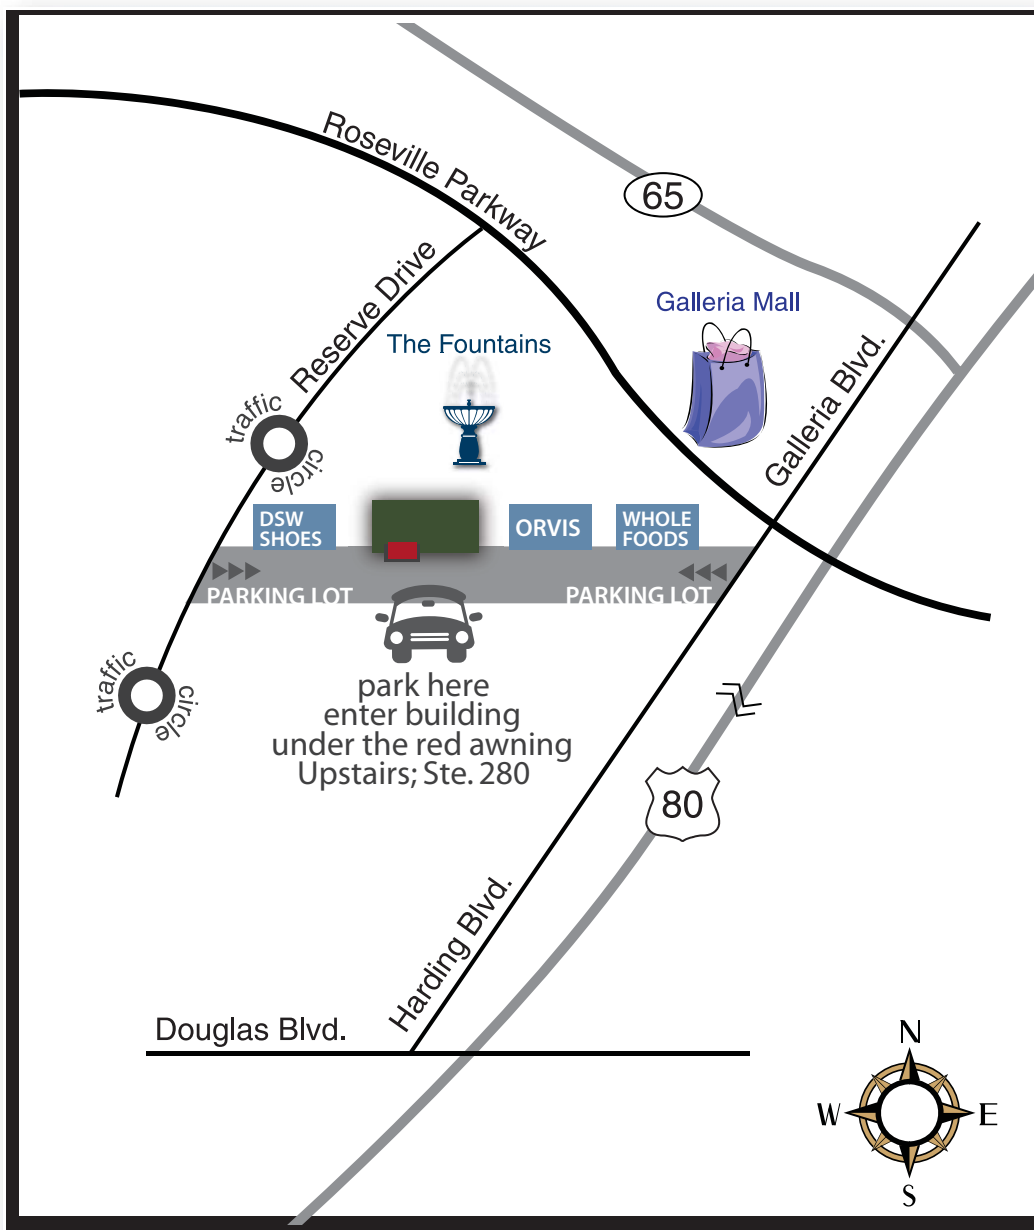 Roseville Parkway
65
Reserve Drive
Galleria Mall
The Fountains
Galleria Blvd.
traffic
circle
DSW
SHOES
ORVIS
WHOLE
FOODS
PARKING LOT
PARKING LOT
traffic
circle
park here
enter building
under the red awning
Upstairs; Ste. 280
80
Harding Blvd.
Douglas Blvd.
N
W
E
S